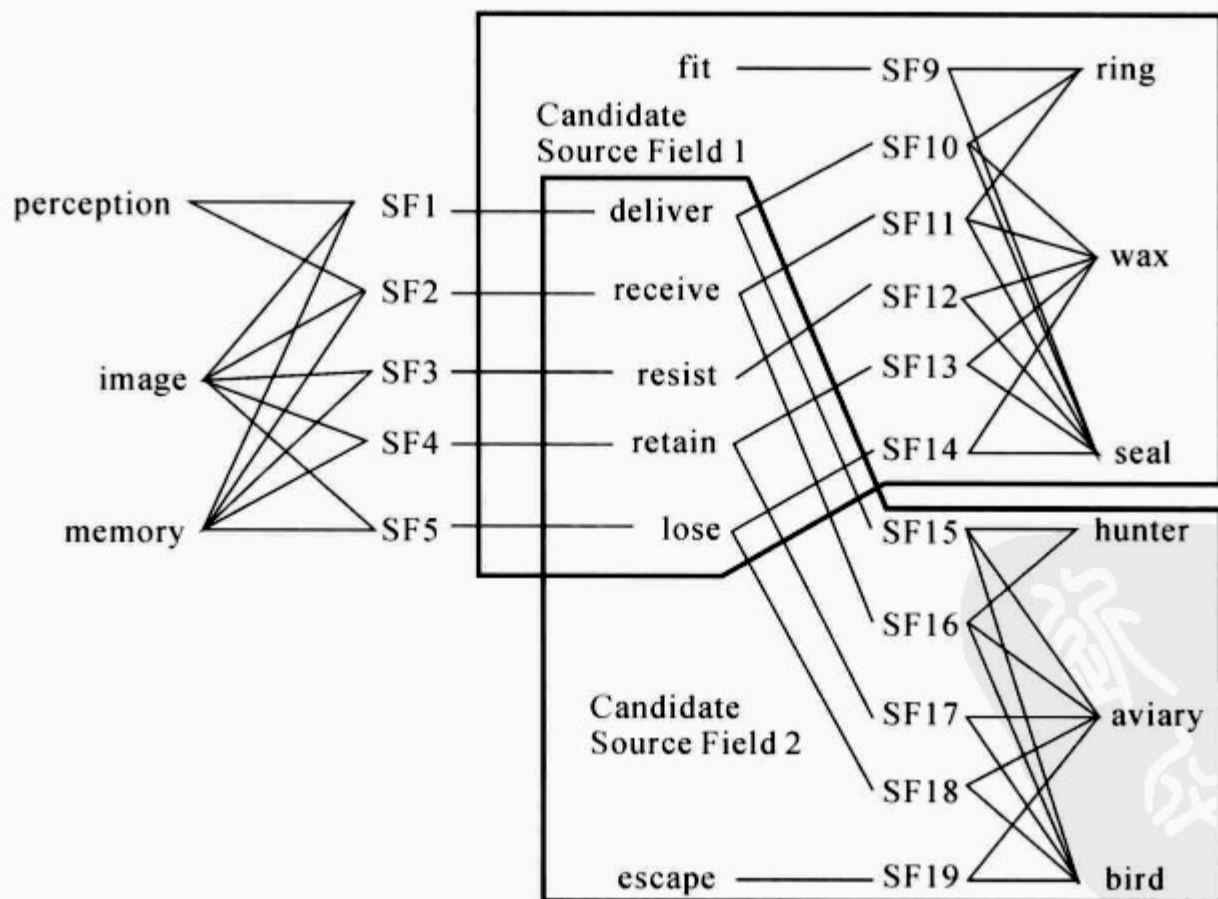 fit SF9 ring
Candidate
Source Field 1
SF10
perception SF1 deliver
SF11
wax
SF2 receive
SF12
image SF3 resist
SF13
SF4 retain
SF14 seal
memory SF5 lose
SF15 hunter
SF16
Candidate
Source Field 2
SF17 aviary
SF18
escape SF19 bird